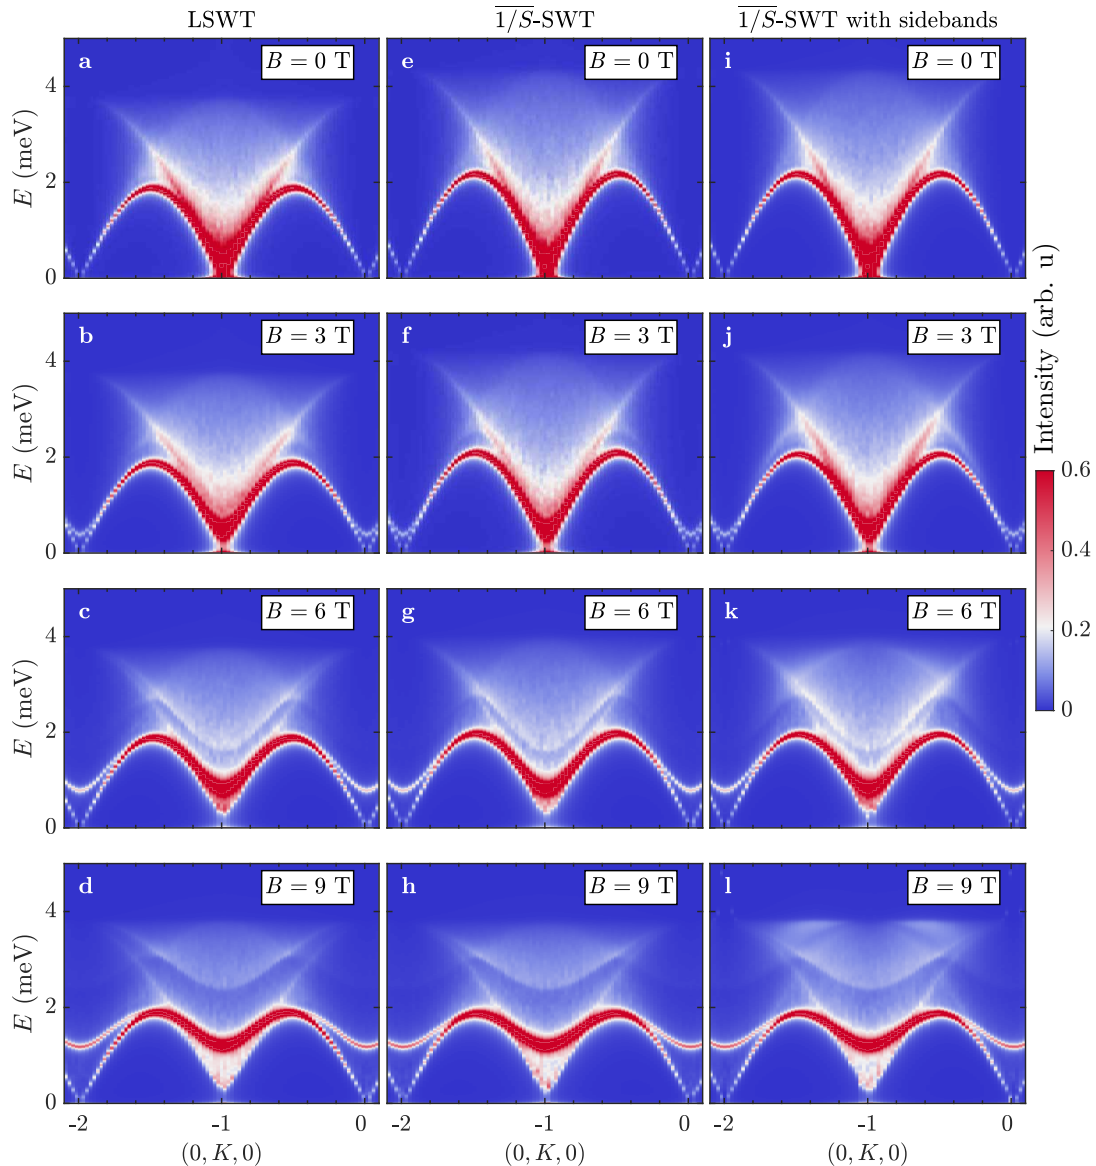 LSWT
1/S-SWT
1/S-SWT with sidebands
a
B = 0 T
e
B = 0 T
i
B = 0 T
4
2
0
E (meV)
b
B = 3 T
f
B = 3 T
j
B = 3 T
4
2
0
E (meV)
Intensity (arb. u)
0.6
0.4
0.2
0
c
B = 6 T
g
B = 6 T
k
B = 6 T
4
2
0
E (meV)
d
B = 9 T
h
B = 9 T
l
B = 9 T
4
2
0
E (meV)
-2
-1
0
-2
-1
0
-2
-1
0
(0, K, 0)
(0, K, 0)
(0, K, 0)